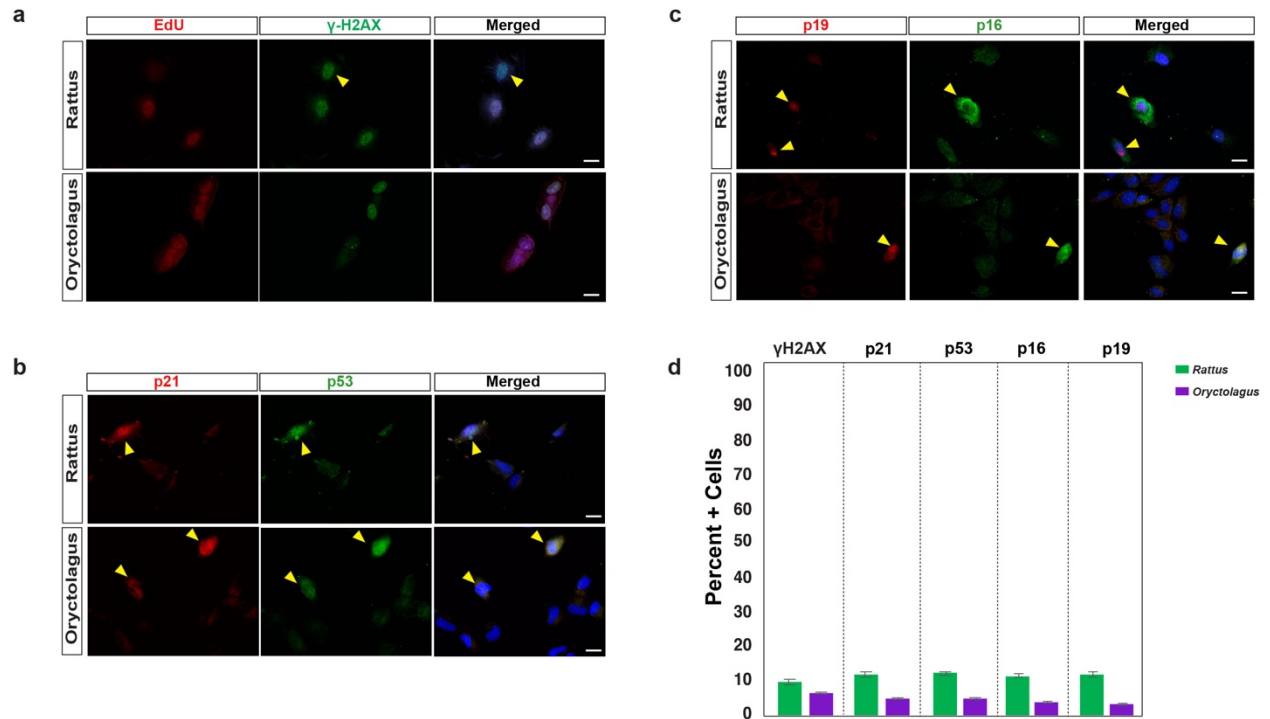 a
EdU γ-H2AX Merged
Rattus
Oryctolagus
b
p21 p53 Merged
Rattus
Oryctolagus
c
p19 p16 Merged
Rattus
Oryctolagus
d
γH2AX p21 p53 p16 p19
Percent + Cells
100
90
80
70
60
50
40
30
20
10
0
Rattus
Oryctolagus